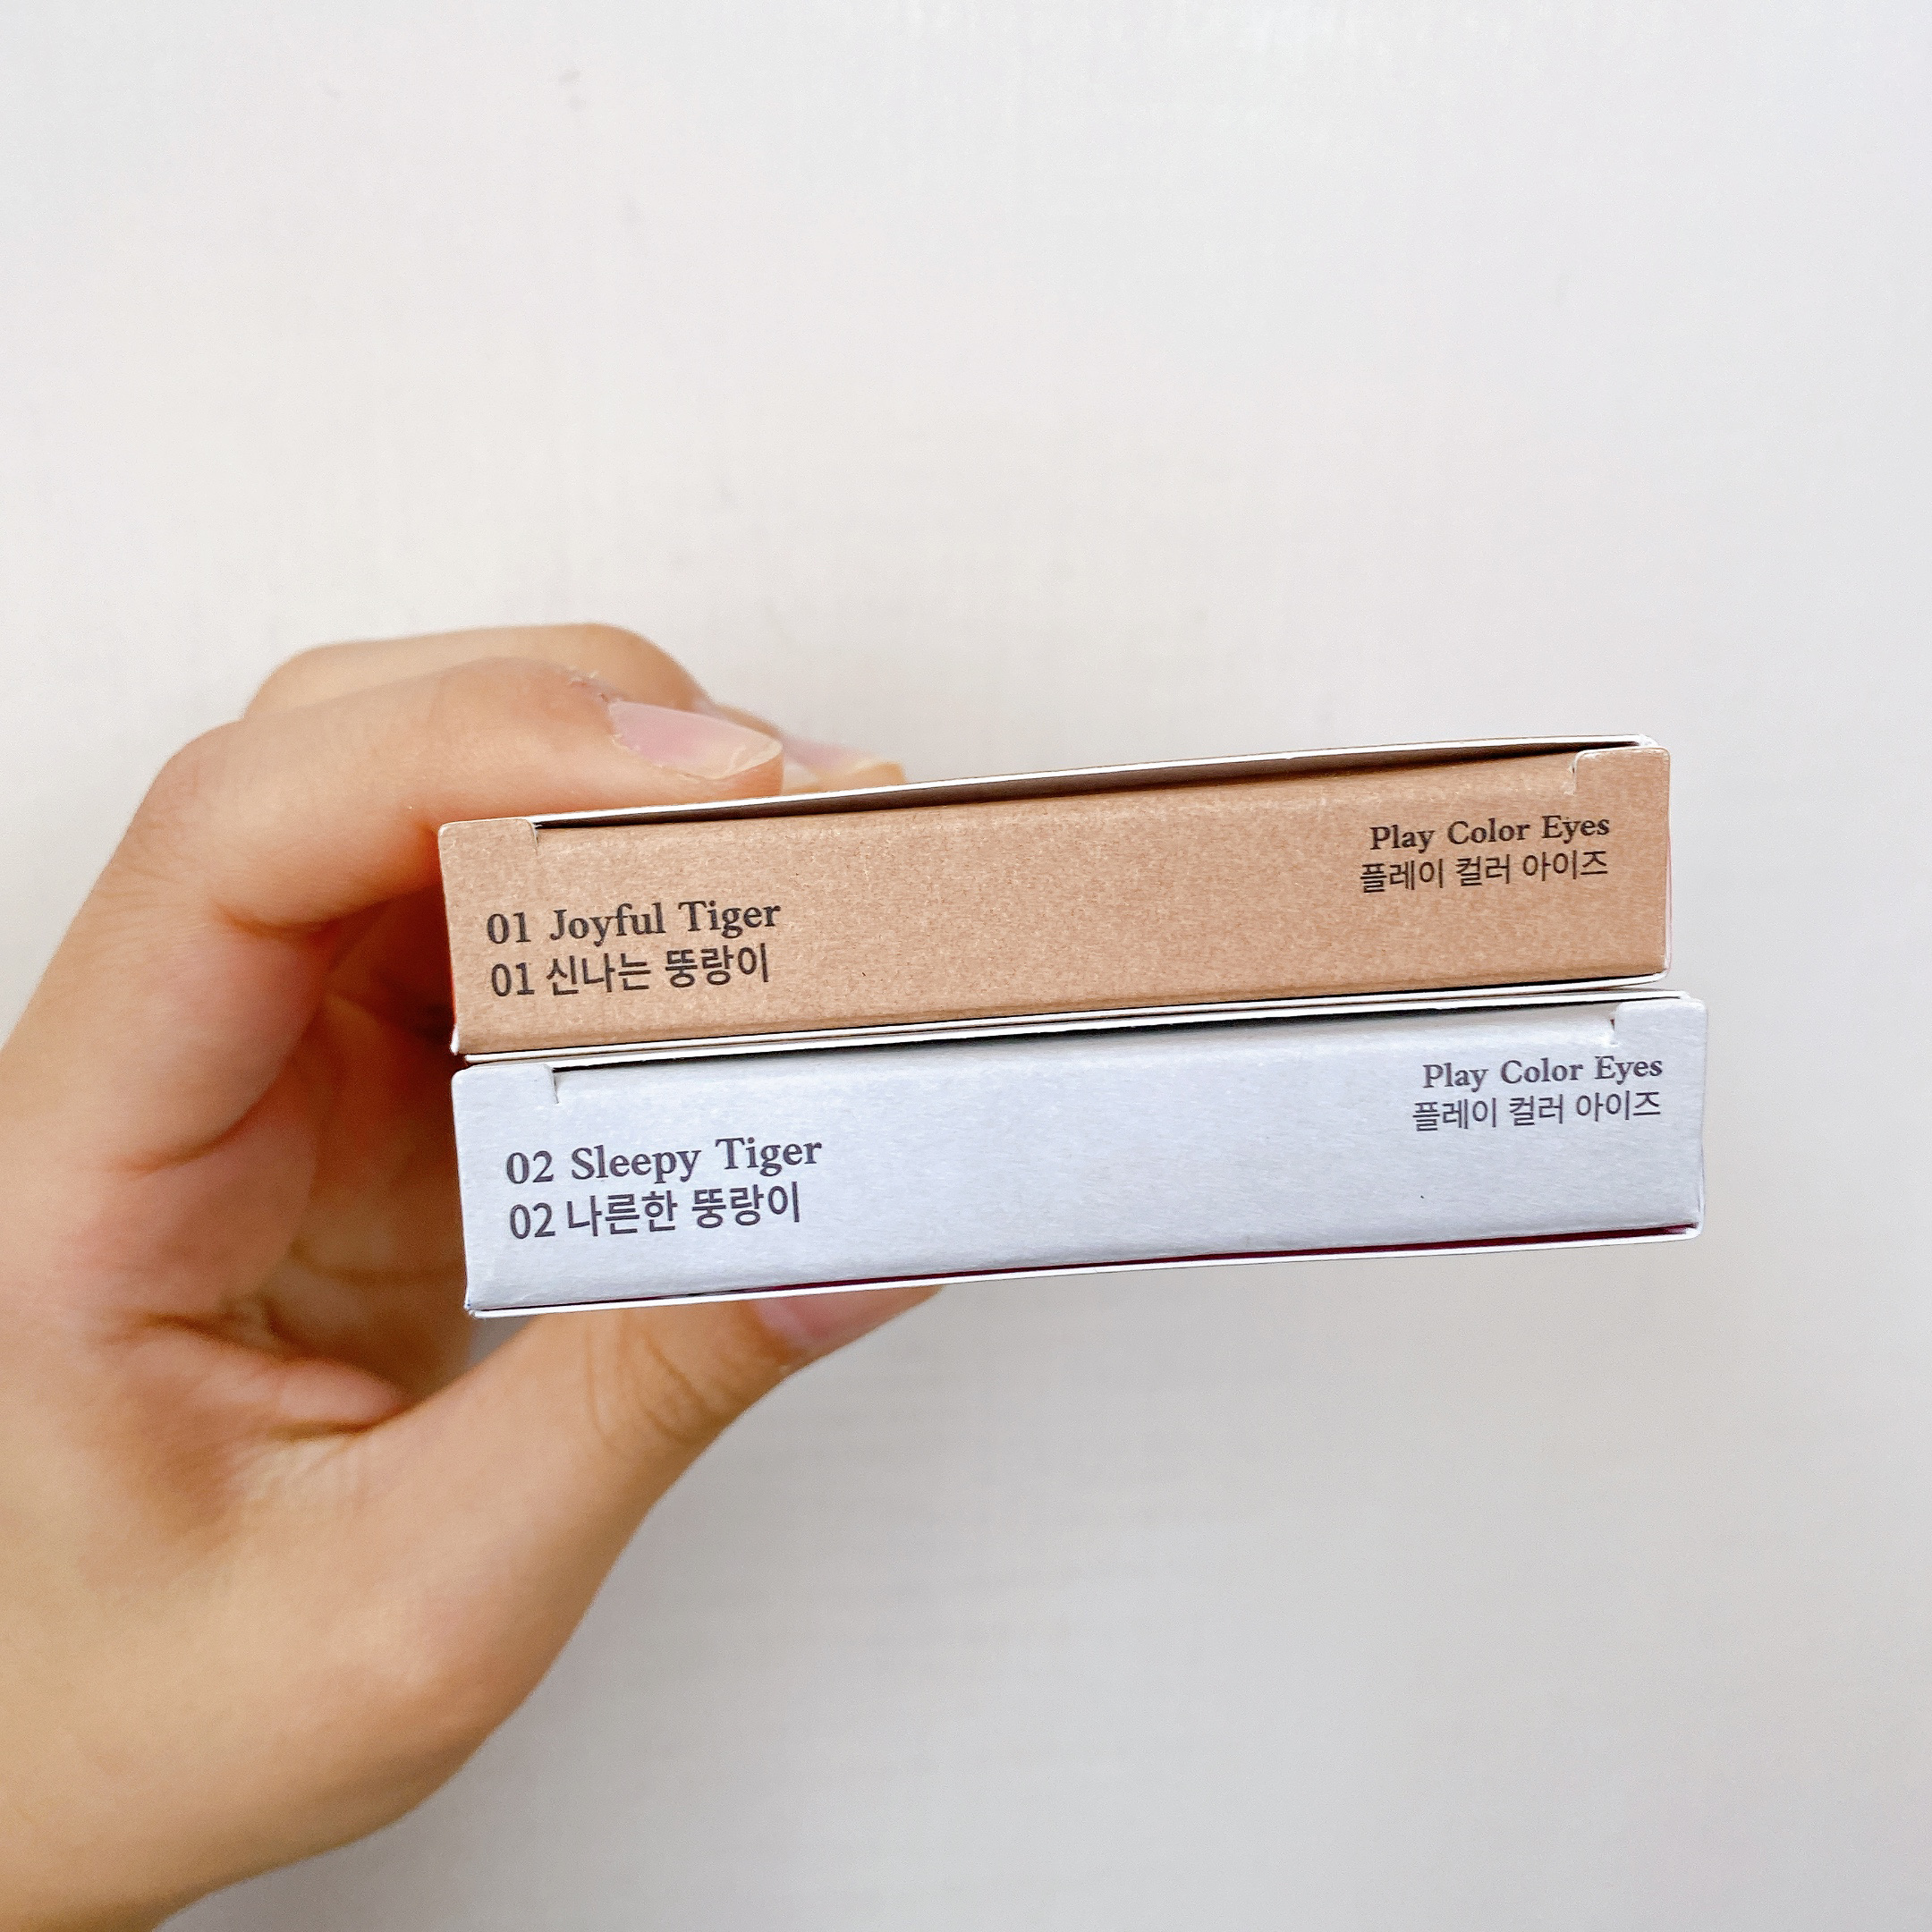 Play Color Eyes
플레이 컬러 아이즈
01 Joyful Tiger
01 신나는 뚱랑이
Play Color Eyes
플레이 컬러 아이즈
02 Sleepy Tiger
02 나른한 뚱랑이